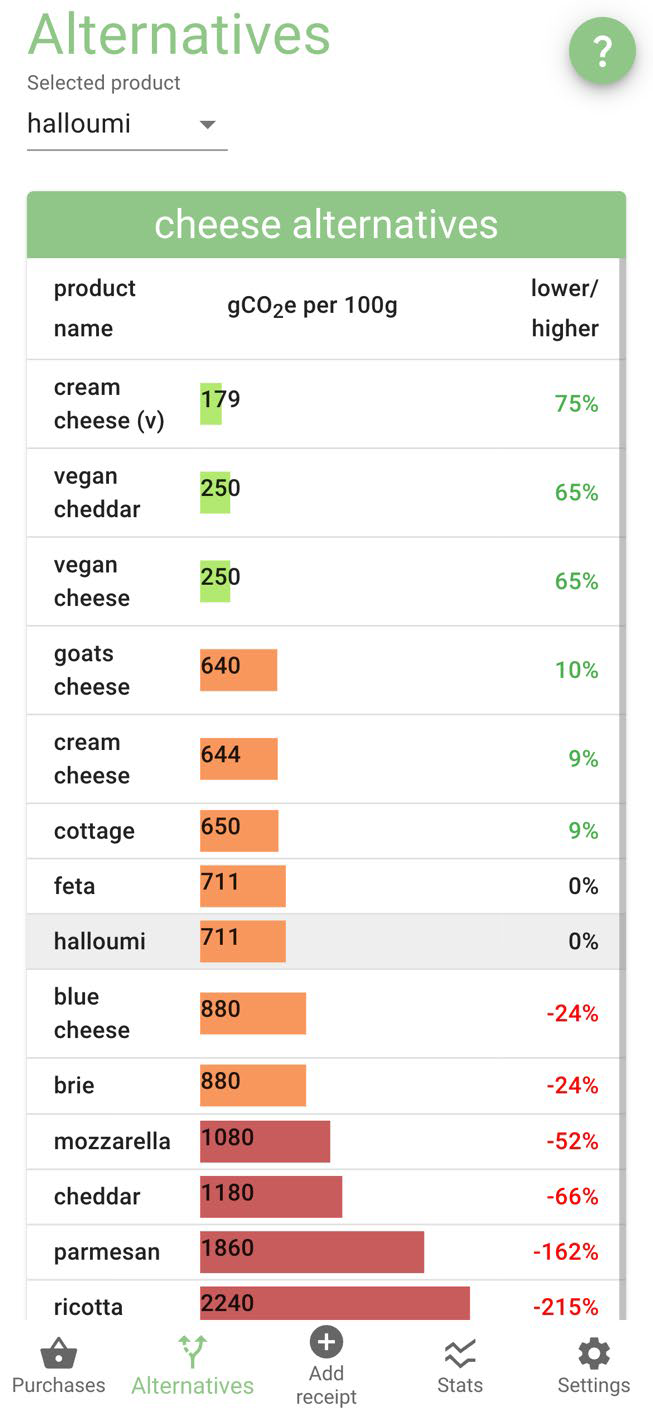 Alternatives
?
Selected product
halloumi
cheese alternatives
product
name
gCO₂e per 100g
lower/
higher
cream
cheese (v)
179
75%
vegan
cheddar
250
65%
vegan
cheese
250
65%
goats
cheese
640
10%
cream
cheese
644
9%
cottage
650
9%
feta
711
0%
halloumi
711
0%
blue
cheese
880
-24%
brie
880
-24%
mozzarella
1080
-52%
cheddar
1180
-66%
parmesan
1860
-162%
ricotta
2240
-215%
Purchases
Alternatives
Add
receipt
Stats
Settings